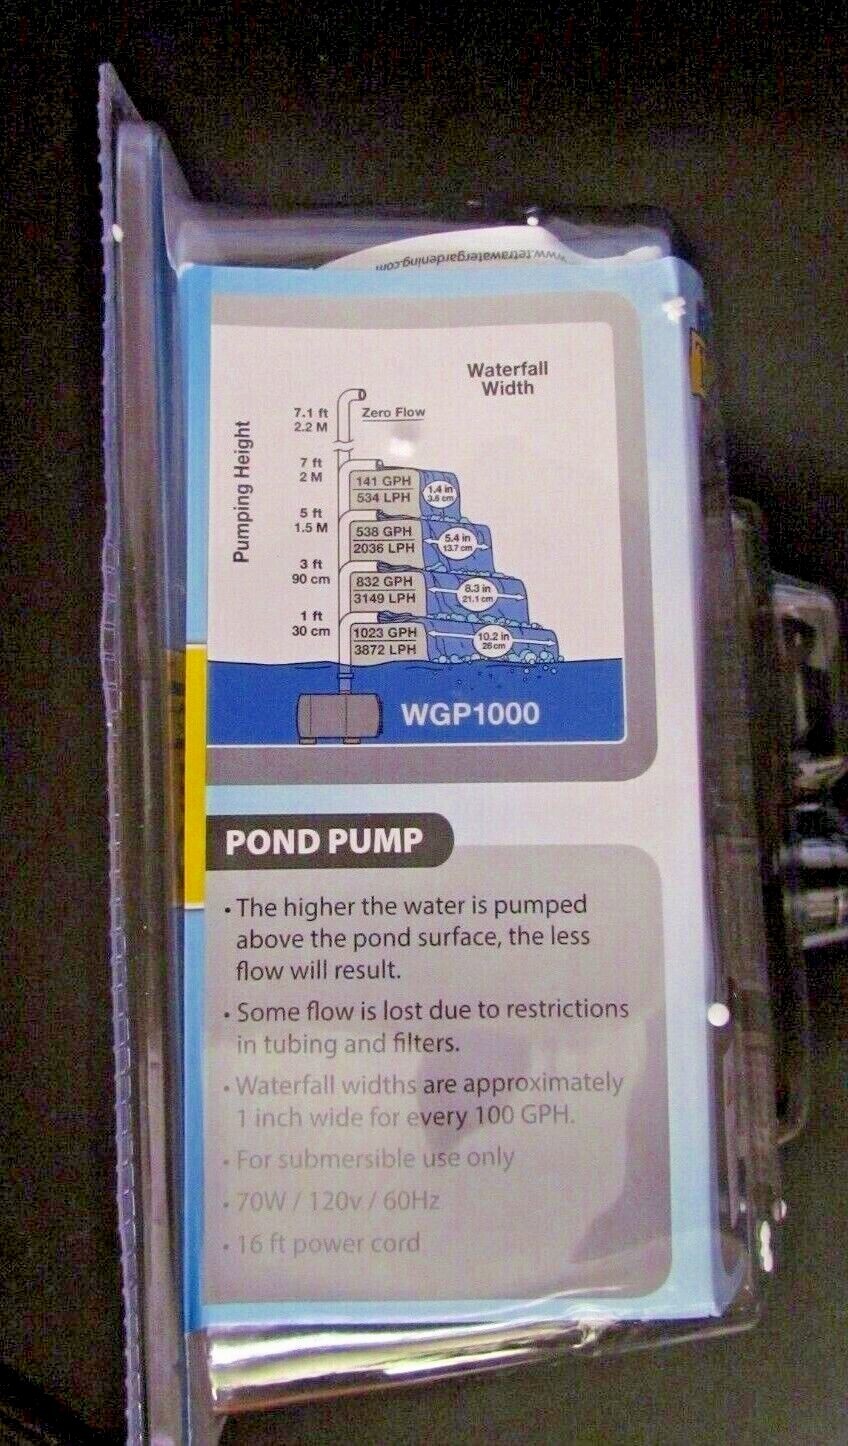 www.tetrawatergardening.com
Waterfall
Width
Pumping Height
7.1 ft
2.2 M
Zero Flow
7 ft
2 M
141 GPH
534 LPH
1.4 in
3.6 cm
5 ft
1.5 M
538 GPH
2036 LPH
5.4 in
13.7 cm
3 ft
90 cm
832 GPH
3149 LPH
8.3 in
21.1 cm
1 ft
30 cm
1023 GPH
3872 LPH
10.2 in
26 cm
WGP1000
POND PUMP
• The higher the water is pumped
above the pond surface, the less
flow will result.
• Some flow is lost due to restrictions
in tubing and filters.
• Waterfall widths are approximately
1 inch wide for every 100 GPH.
• For submersible use only
• 70W / 120v / 60Hz
• 16 ft power cord